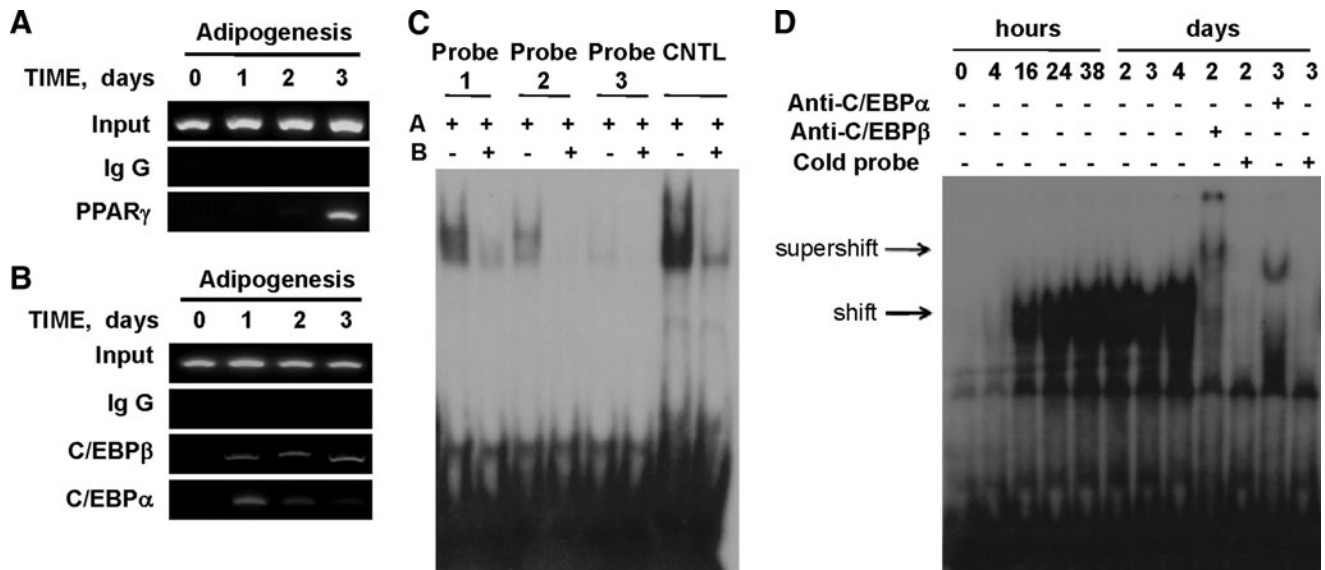 A
Adipogenesis
TIME, days 0 1 2 3
Input
Ig G
PPARγ
B
Adipogenesis
TIME, days 0 1 2 3
Input
Ig G
C/EBPβ
C/EBPα
C
Probe Probe Probe CNTL
1 2 3
A + + + + + + + +
B - + - + - + - +
D
hours days
0 4 16 24 38 2 3 4 2 2 3 3
Anti-C/EBPα - - - - - - - - - - + -
Anti-C/EBPβ - - - - - - - - + - - -
Cold probe - - - - - - - - - + - +
supershift
shift